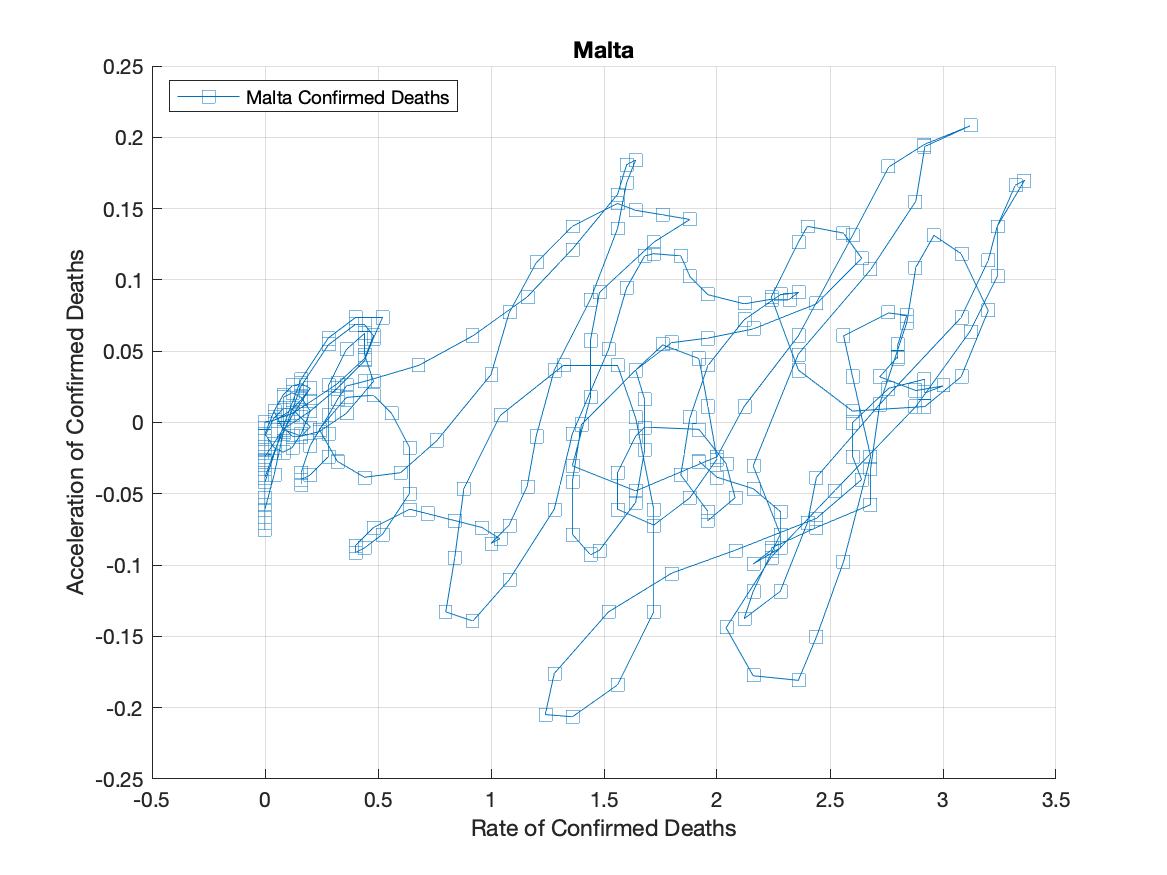 Malta
Malta Confirmed Deaths
Acceleration of Confirmed Deaths
0.25
0.2
0.15
0.1
0.05
0
-0.05
-0.1
-0.15
-0.2
-0.25
-0.5 0 0.5 1 1.5 2 2.5 3 3.5
Rate of Confirmed Deaths